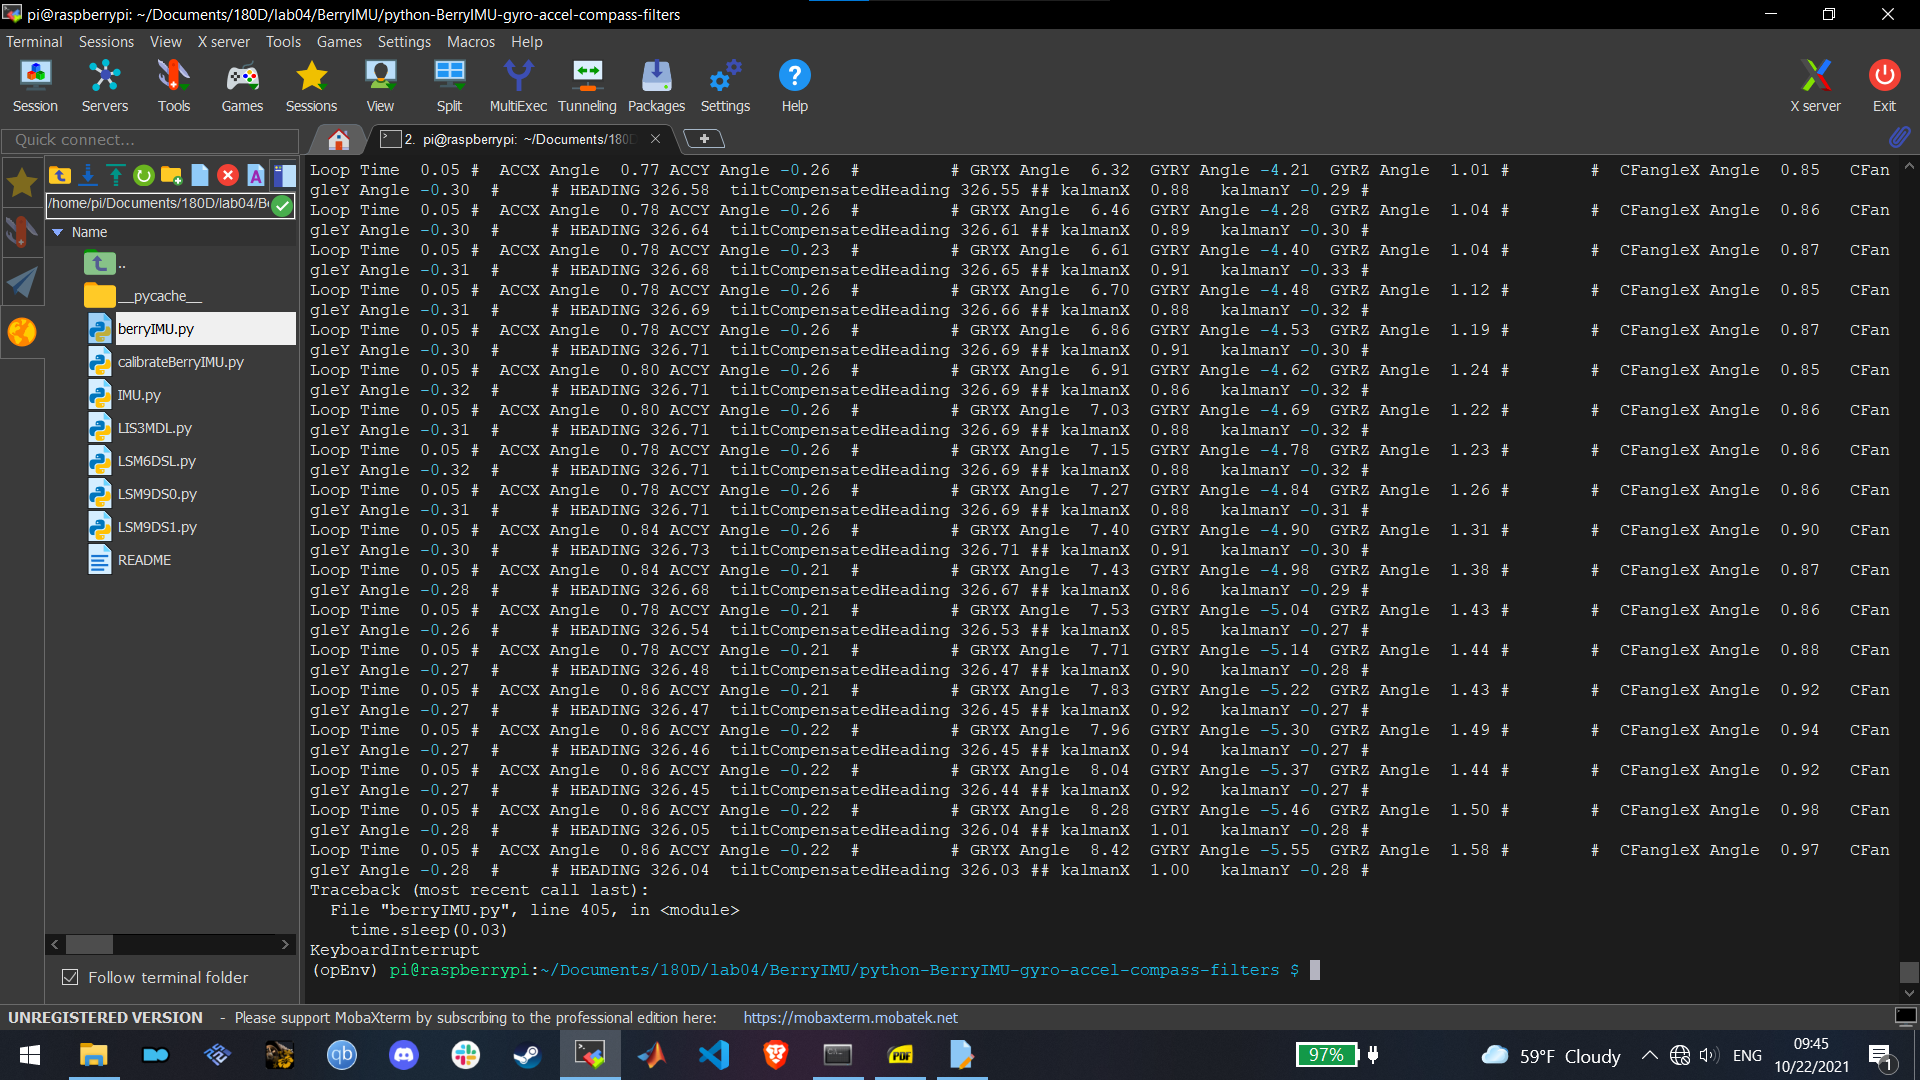 pi@raspberrypi: ~/Documents/180D/lab04/BerryIMU/python-BerryIMU-gyro-accel-compass-filters
Terminal Sessions View X server Tools Games Settings Macros Help
Session Servers Tools Games Sessions View Split MultiExec Tunneling Packages Settings Help X server Exit
Quick connect...
2. pi@raspberrypi: ~/Documents/180D
/home/pi/Documents/180D/lab04/Be
Name
..
__pycache__
berryIMU.py
calibrateBerryIMU.py
IMU.py
LIS3MDL.py
LSM6DSL.py
LSM9DS0.py
LSM9DS1.py
README
Follow terminal folder
Loop Time  0.05 #  ACCX Angle  0.77 ACCY Angle -0.26  #  # GRYX Angle  6.32  GYRY Angle -4.21  GYRZ Angle  1.01 #  #  CFangleX Angle  0.85  CFan
gleY Angle -0.30  #  # HEADING 326.58  tiltCompensatedHeading 326.55 ## kalmanX  0.88  kalmanY -0.29 #
Loop Time  0.05 #  ACCX Angle  0.78 ACCY Angle -0.26  #  # GRYX Angle  6.46  GYRY Angle -4.28  GYRZ Angle  1.04 #  #  CFangleX Angle  0.86  CFan
gleY Angle -0.30  #  # HEADING 326.64  tiltCompensatedHeading 326.61 ## kalmanX  0.89  kalmanY -0.30 #
Loop Time  0.05 #  ACCX Angle  0.78 ACCY Angle -0.23  #  # GRYX Angle  6.61  GYRY Angle -4.40  GYRZ Angle  1.04 #  #  CFangleX Angle  0.87  CFan
gleY Angle -0.31  #  # HEADING 326.68  tiltCompensatedHeading 326.65 ## kalmanX  0.91  kalmanY -0.33 #
Loop Time  0.05 #  ACCX Angle  0.78 ACCY Angle -0.26  #  # GRYX Angle  6.70  GYRY Angle -4.48  GYRZ Angle  1.12 #  #  CFangleX Angle  0.85  CFan
gleY Angle -0.31  #  # HEADING 326.69  tiltCompensatedHeading 326.66 ## kalmanX  0.88  kalmanY -0.32 #
Loop Time  0.05 #  ACCX Angle  0.78 ACCY Angle -0.26  #  # GRYX Angle  6.86  GYRY Angle -4.53  GYRZ Angle  1.19 #  #  CFangleX Angle  0.87  CFan
gleY Angle -0.30  #  # HEADING 326.71  tiltCompensatedHeading 326.69 ## kalmanX  0.91  kalmanY -0.30 #
Loop Time  0.05 #  ACCX Angle  0.80 ACCY Angle -0.26  #  # GRYX Angle  6.91  GYRY Angle -4.62  GYRZ Angle  1.24 #  #  CFangleX Angle  0.85  CFan
gleY Angle -0.32  #  # HEADING 326.71  tiltCompensatedHeading 326.69 ## kalmanX  0.86  kalmanY -0.32 #
Loop Time  0.05 #  ACCX Angle  0.80 ACCY Angle -0.26  #  # GRYX Angle  7.03  GYRY Angle -4.69  GYRZ Angle  1.22 #  #  CFangleX Angle  0.86  CFan
gleY Angle -0.31  #  # HEADING 326.71  tiltCompensatedHeading 326.69 ## kalmanX  0.88  kalmanY -0.32 #
Loop Time  0.05 #  ACCX Angle  0.78 ACCY Angle -0.26  #  # GRYX Angle  7.15  GYRY Angle -4.78  GYRZ Angle  1.23 #  #  CFangleX Angle  0.86  CFan
gleY Angle -0.32  #  # HEADING 326.71  tiltCompensatedHeading 326.69 ## kalmanX  0.88  kalmanY -0.32 #
Loop Time  0.05 #  ACCX Angle  0.78 ACCY Angle -0.26  #  # GRYX Angle  7.27  GYRY Angle -4.84  GYRZ Angle  1.26 #  #  CFangleX Angle  0.86  CFan
gleY Angle -0.31  #  # HEADING 326.71  tiltCompensatedHeading 326.69 ## kalmanX  0.88  kalmanY -0.31 #
Loop Time  0.05 #  ACCX Angle  0.84 ACCY Angle -0.26  #  # GRYX Angle  7.40  GYRY Angle -4.90  GYRZ Angle  1.31 #  #  CFangleX Angle  0.90  CFan
gleY Angle -0.30  #  # HEADING 326.73  tiltCompensatedHeading 326.71 ## kalmanX  0.91  kalmanY -0.30 #
Loop Time  0.05 #  ACCX Angle  0.84 ACCY Angle -0.21  #  # GRYX Angle  7.43  GYRY Angle -4.98  GYRZ Angle  1.38 #  #  CFangleX Angle  0.87  CFan
gleY Angle -0.28  #  # HEADING 326.68  tiltCompensatedHeading 326.67 ## kalmanX  0.86  kalmanY -0.29 #
Loop Time  0.05 #  ACCX Angle  0.78 ACCY Angle -0.21  #  # GRYX Angle  7.53  GYRY Angle -5.04  GYRZ Angle  1.43 #  #  CFangleX Angle  0.86  CFan
gleY Angle -0.26  #  # HEADING 326.54  tiltCompensatedHeading 326.53 ## kalmanX  0.85  kalmanY -0.27 #
Loop Time  0.05 #  ACCX Angle  0.78 ACCY Angle -0.21  #  # GRYX Angle  7.71  GYRY Angle -5.14  GYRZ Angle  1.44 #  #  CFangleX Angle  0.88  CFan
gleY Angle -0.27  #  # HEADING 326.48  tiltCompensatedHeading 326.47 ## kalmanX  0.90  kalmanY -0.28 #
Loop Time  0.05 #  ACCX Angle  0.86 ACCY Angle -0.21  #  # GRYX Angle  7.83  GYRY Angle -5.22  GYRZ Angle  1.43 #  #  CFangleX Angle  0.92  CFan
gleY Angle -0.27  #  # HEADING 326.47  tiltCompensatedHeading 326.45 ## kalmanX  0.92  kalmanY -0.27 #
Loop Time  0.05 #  ACCX Angle  0.86 ACCY Angle -0.22  #  # GRYX Angle  7.96  GYRY Angle -5.30  GYRZ Angle  1.49 #  #  CFangleX Angle  0.94  CFan
gleY Angle -0.27  #  # HEADING 326.46  tiltCompensatedHeading 326.45 ## kalmanX  0.94  kalmanY -0.27 #
Loop Time  0.05 #  ACCX Angle  0.86 ACCY Angle -0.22  #  # GRYX Angle  8.04  GYRY Angle -5.37  GYRZ Angle  1.44 #  #  CFangleX Angle  0.92  CFan
gleY Angle -0.27  #  # HEADING 326.45  tiltCompensatedHeading 326.44 ## kalmanX  0.92  kalmanY -0.27 #
Loop Time  0.05 #  ACCX Angle  0.86 ACCY Angle -0.22  #  # GRYX Angle  8.28  GYRY Angle -5.46  GYRZ Angle  1.50 #  #  CFangleX Angle  0.98  CFan
gleY Angle -0.28  #  # HEADING 326.05  tiltCompensatedHeading 326.04 ## kalmanX  1.01  kalmanY -0.28 #
Loop Time  0.05 #  ACCX Angle  0.86 ACCY Angle -0.22  #  # GRYX Angle  8.42  GYRY Angle -5.55  GYRZ Angle  1.58 #  #  CFangleX Angle  0.97  CFan
gleY Angle -0.28  #  # HEADING 326.04  tiltCompensatedHeading 326.03 ## kalmanX  1.00  kalmanY -0.28 #
Traceback (most recent call last):
  File "berryIMU.py", line 405, in <module>
    time.sleep(0.03)
KeyboardInterrupt
(opEnv) pi@raspberrypi:~/Documents/180D/lab04/BerryIMU/python-BerryIMU-gyro-accel-compass-filters $
UNREGISTERED VERSION - Please support MobaXterm by subscribing to the professional edition here: https://mobaxterm.mobatek.net
97% 59°F Cloudy ENG 09:45
10/22/2021
1
qb
PDF